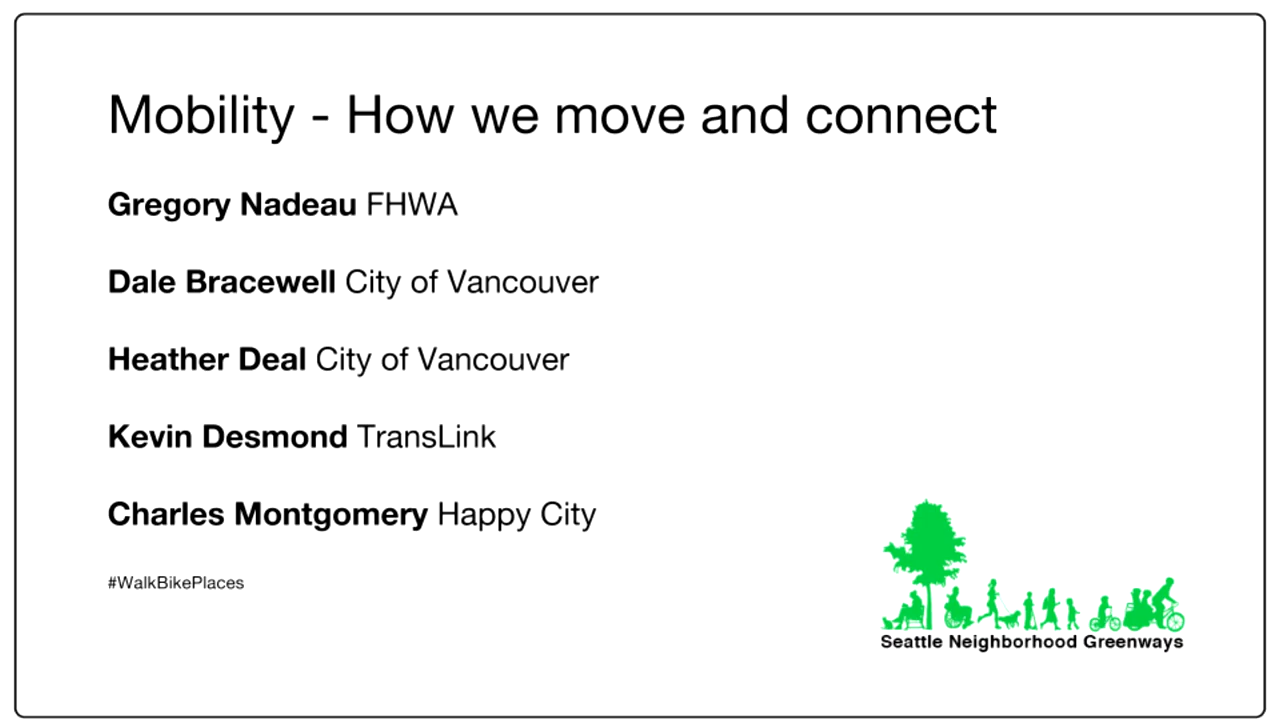 Mobility - How we move and connect
Gregory Nadeau FHWA
Dale Bracewell City of Vancouver
Heather Deal City of Vancouver
Kevin Desmond TransLink
Charles Montgomery Happy City
#WalkBikePlaces
Seattle Neighborhood Greenways